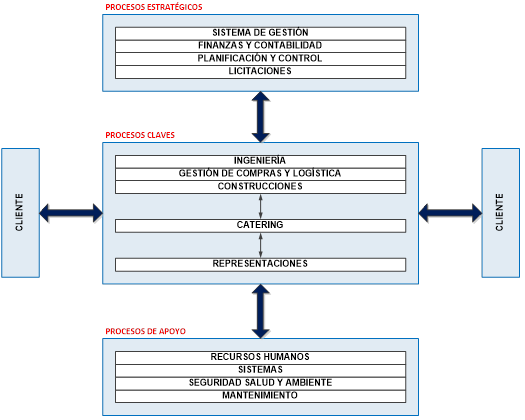 PROCESOS ESTRATÉGICOS
SISTEMA DE GESTIÓN
FINANZAS Y CONTABILIDAD
PLANIFICACIÓN Y CONTROL
LICITACIONES
PROCESOS CLAVES
CLIENTE
INGENIERÍA
GESTIÓN DE COMPRAS Y LOGÍSTICA
CONSTRUCCIONES
CATERING
REPRESENTACIONES
CLIENTE
PROCESOS DE APOYO
RECURSOS HUMANOS
SISTEMAS
SEGURIDAD SALUD Y AMBIENTE
MANTENIMIENTO